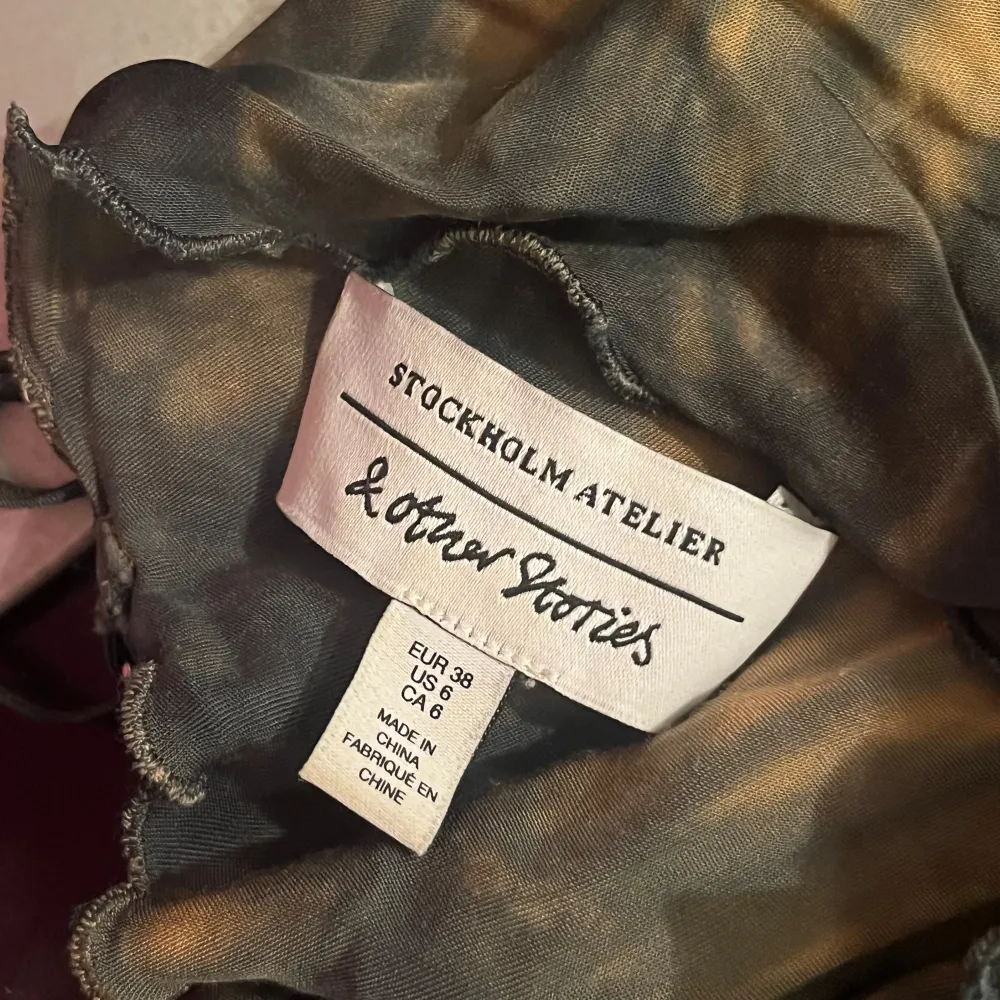 STOCKHOLM ATELIER
& other Stories
EUR 38
US 6
CA 6
MADE IN
CHINA
FABRIQUÉ EN
CHINE